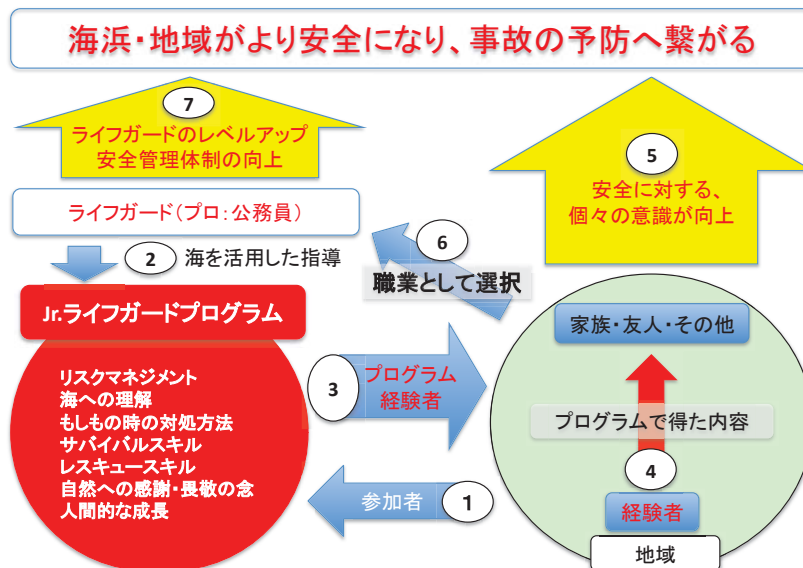 海浜・地域がより安全になり、事故の予防へ繋がる
7
ライフガードのレベルアップ
安全管理体制の向上
5
安全に対する、
個々の意識が向上
ライフガード(プロ:公務員)
2 海を活用した指導
6
職業として選択
Jr.ライフガードプログラム
リスクマネジメント
海への理解
もしもの時の対処方法
サバイバルスキル
レスキュースキル
自然への感謝・畏敬の念
人間的な成長
3
プログラム
経験者
参加者 1
家族・友人・その他
プログラムで得た内容
4
経験者
地域